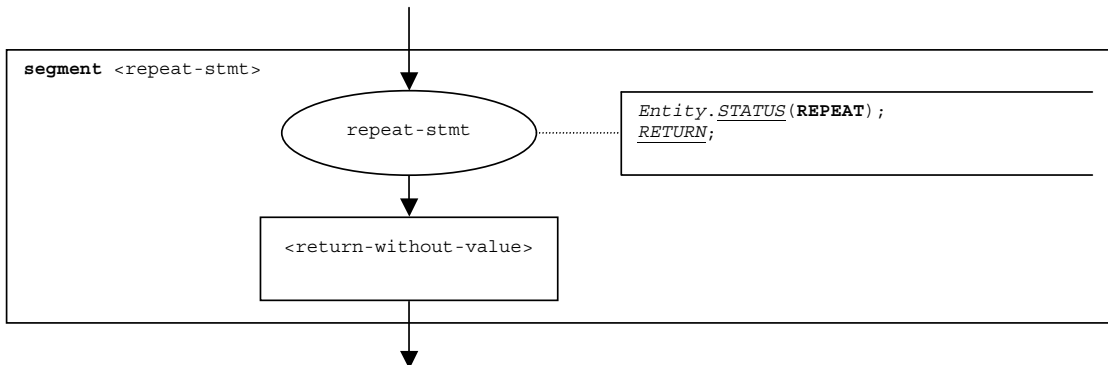 segment <repeat-stmt>
repeat-stmt
Entity.STATUS(REPEAT);
RETURN;
<return-without-value>